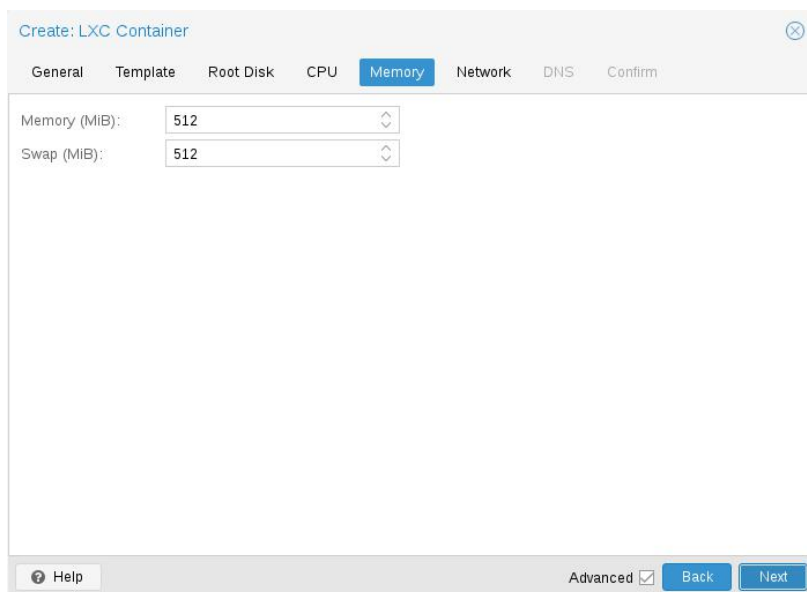 Create: LXC Container
General Template Root Disk CPU Memory Network DNS Confirm
Memory (MiB): 512
Swap (MiB): 512
Help Advanced Back Next